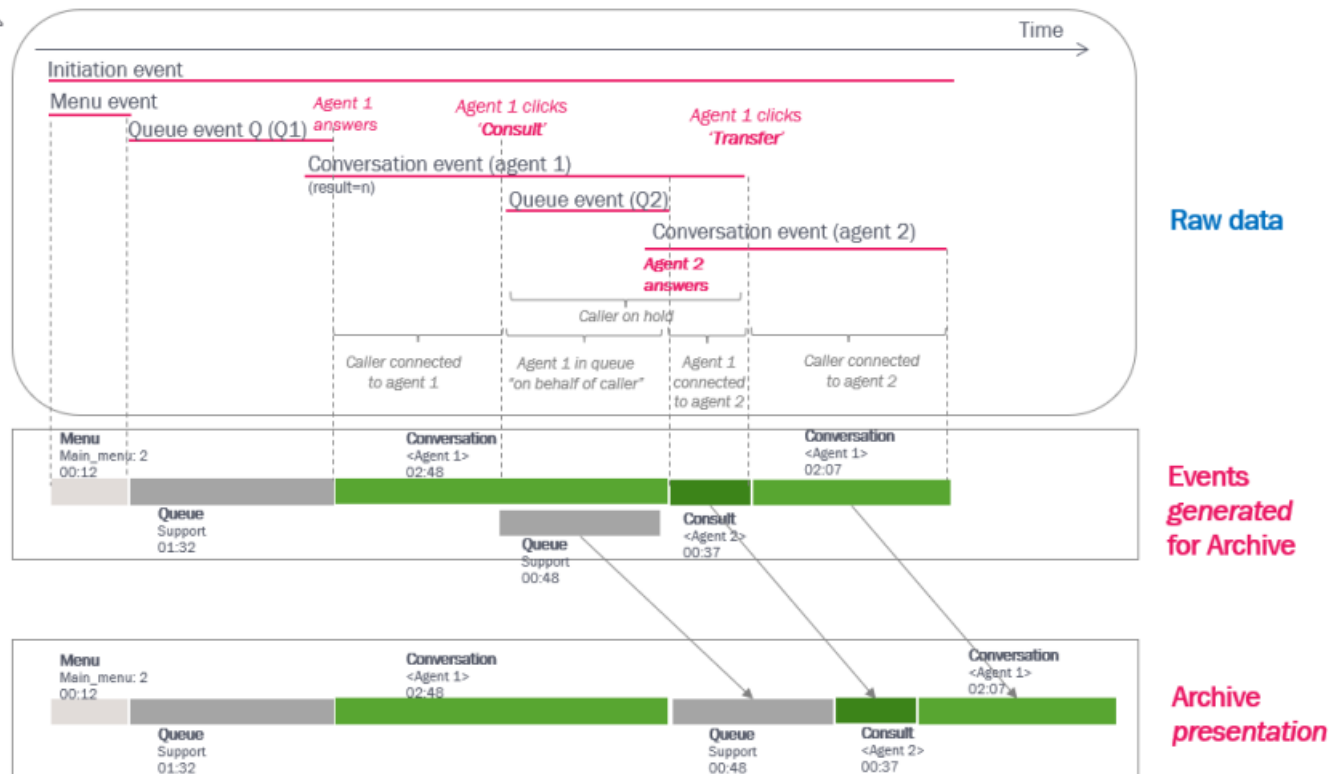 Time
Initiation event
Menu event
Queue event Q (Q1)
Agent 1
answers
Agent 1 clicks
'Consult'
Agent 1 clicks
'Transfer'
Conversation event (agent 1)
(result=n)
Queue event (Q2)
Conversation event (agent 2)
Agent 2
answers
Caller on hold
Caller connected
to agent 1
Agent 1 in queue
"on behalf of caller"
Agent 1
connected
to agent 2
Caller connected
to agent 2
Raw data
Menu
Main_menu: 2
00:12
Queue
Support
01:32
Conversation
<Agent 1>
02:48
Queue
Support
00:48
Consult
<Agent 2>
00:37
Conversation
<Agent 1>
02:07
Events
generated
for Archive
Menu
Main_menu: 2
00:12
Queue
Support
01:32
Conversation
<Agent 1>
02:48
Queue
Support
00:48
Consult
<Agent 2>
00:37
Conversation
<Agent 1>
02:07
Archive
presentation